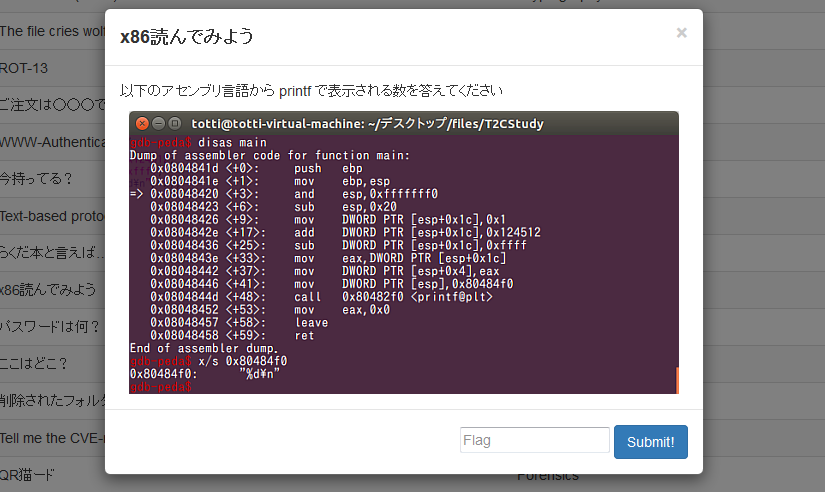 The file cries wolf
ROT-13
ご注文は〇〇〇で
WWW-Authentica
今持ってる？
Text-based proto
らくだ本と言えば...
x86読んでみよう
パスワードは何？
ここはどこ？
削除されたフォルダ
Tell me the CVE-
QR猫ード
Forensics
x86読んでみよう
×
以下のアセンブリ言語から printf で表示される数を答えてください
totti@totti-virtual-machine: ~/デスクトップ/files/T2CStudy
gdb-peda$ disas main
Dump of assembler code for function main:
0x0804841d <+0>: push ebp
0x0804841e <+1>: mov ebp,esp
=> 0x08048420 <+3>: and esp,0xfffffff0
0x08048423 <+6>: sub esp,0x20
0x08048426 <+9>: mov DWORD PTR [esp+0x1c],0x1
0x0804842e <+17>: add DWORD PTR [esp+0x1c],0x124512
0x08048436 <+25>: sub DWORD PTR [esp+0x1c],0xffff
0x0804843e <+33>: mov eax,DWORD PTR [esp+0x1c]
0x08048442 <+37>: mov DWORD PTR [esp+0x4],eax
0x08048446 <+41>: mov DWORD PTR [esp],0x80484f0
0x0804844d <+48>: call 0x80482f0 <printf@plt>
0x08048452 <+53>: mov eax,0x0
0x08048457 <+58>: leave
0x08048458 <+59>: ret
End of assembler dump.
gdb-peda$ x/s 0x80484f0
0x80484f0: "%d¥n"
gdb-peda$
Flag
Submit!